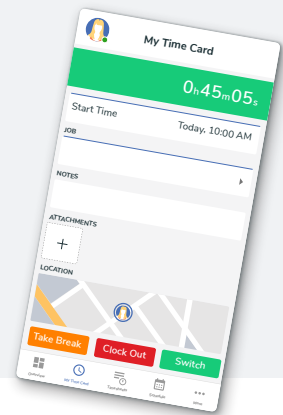 My Time Card
0h45m05s
Start Time
Today, 10:00 AM
JOB
NOTES
ATTACHMENTS
+
LOCATION
Take Break
Clock Out
Switch
My Time Card
Timesheet